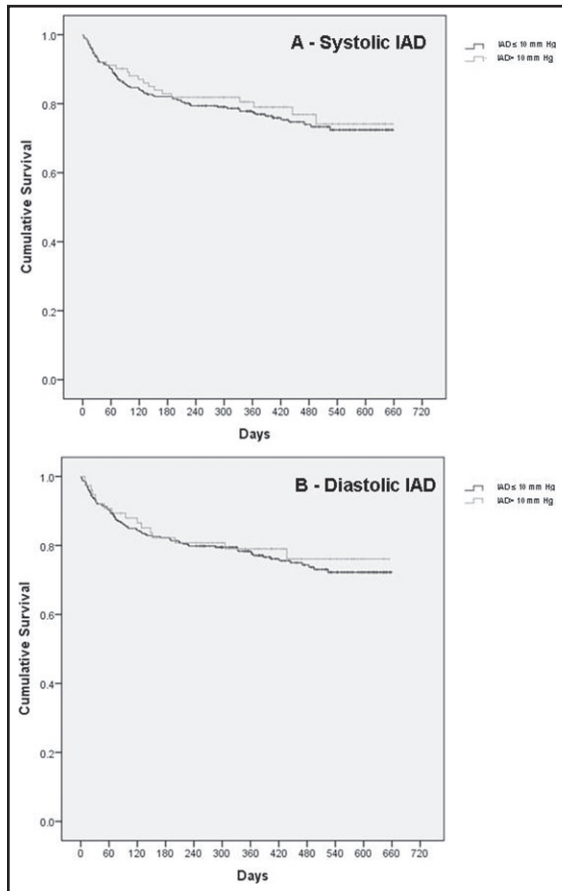 A - Systolic IAD
IAD ≤ 10 mm Hg
IAD> 10 mm Hg
Cumulative Survival
1.0
0.8
0.6
0.4
0.2
0.0
0 60 120 180 240 300 360 420 480 540 600 660 720
Days
B - Diastolic IAD
IAD ≤ 10 mm Hg
IAD> 10 mm Hg
Cumulative Survival
1.0
0.8
0.6
0.4
0.2
0.0
0 60 120 180 240 300 360 420 480 540 600 660 720
Days